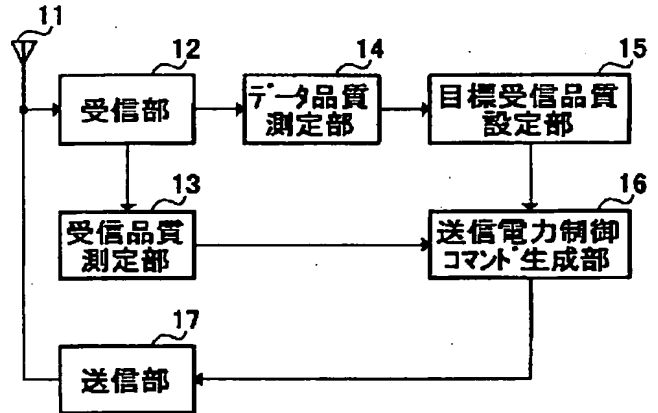 11
12
受信部
14
データ品質
測定部
15
目標受信品質
設定部
13
受信品質
測定部
16
送信電力制御
コマンド生成部
17
送信部